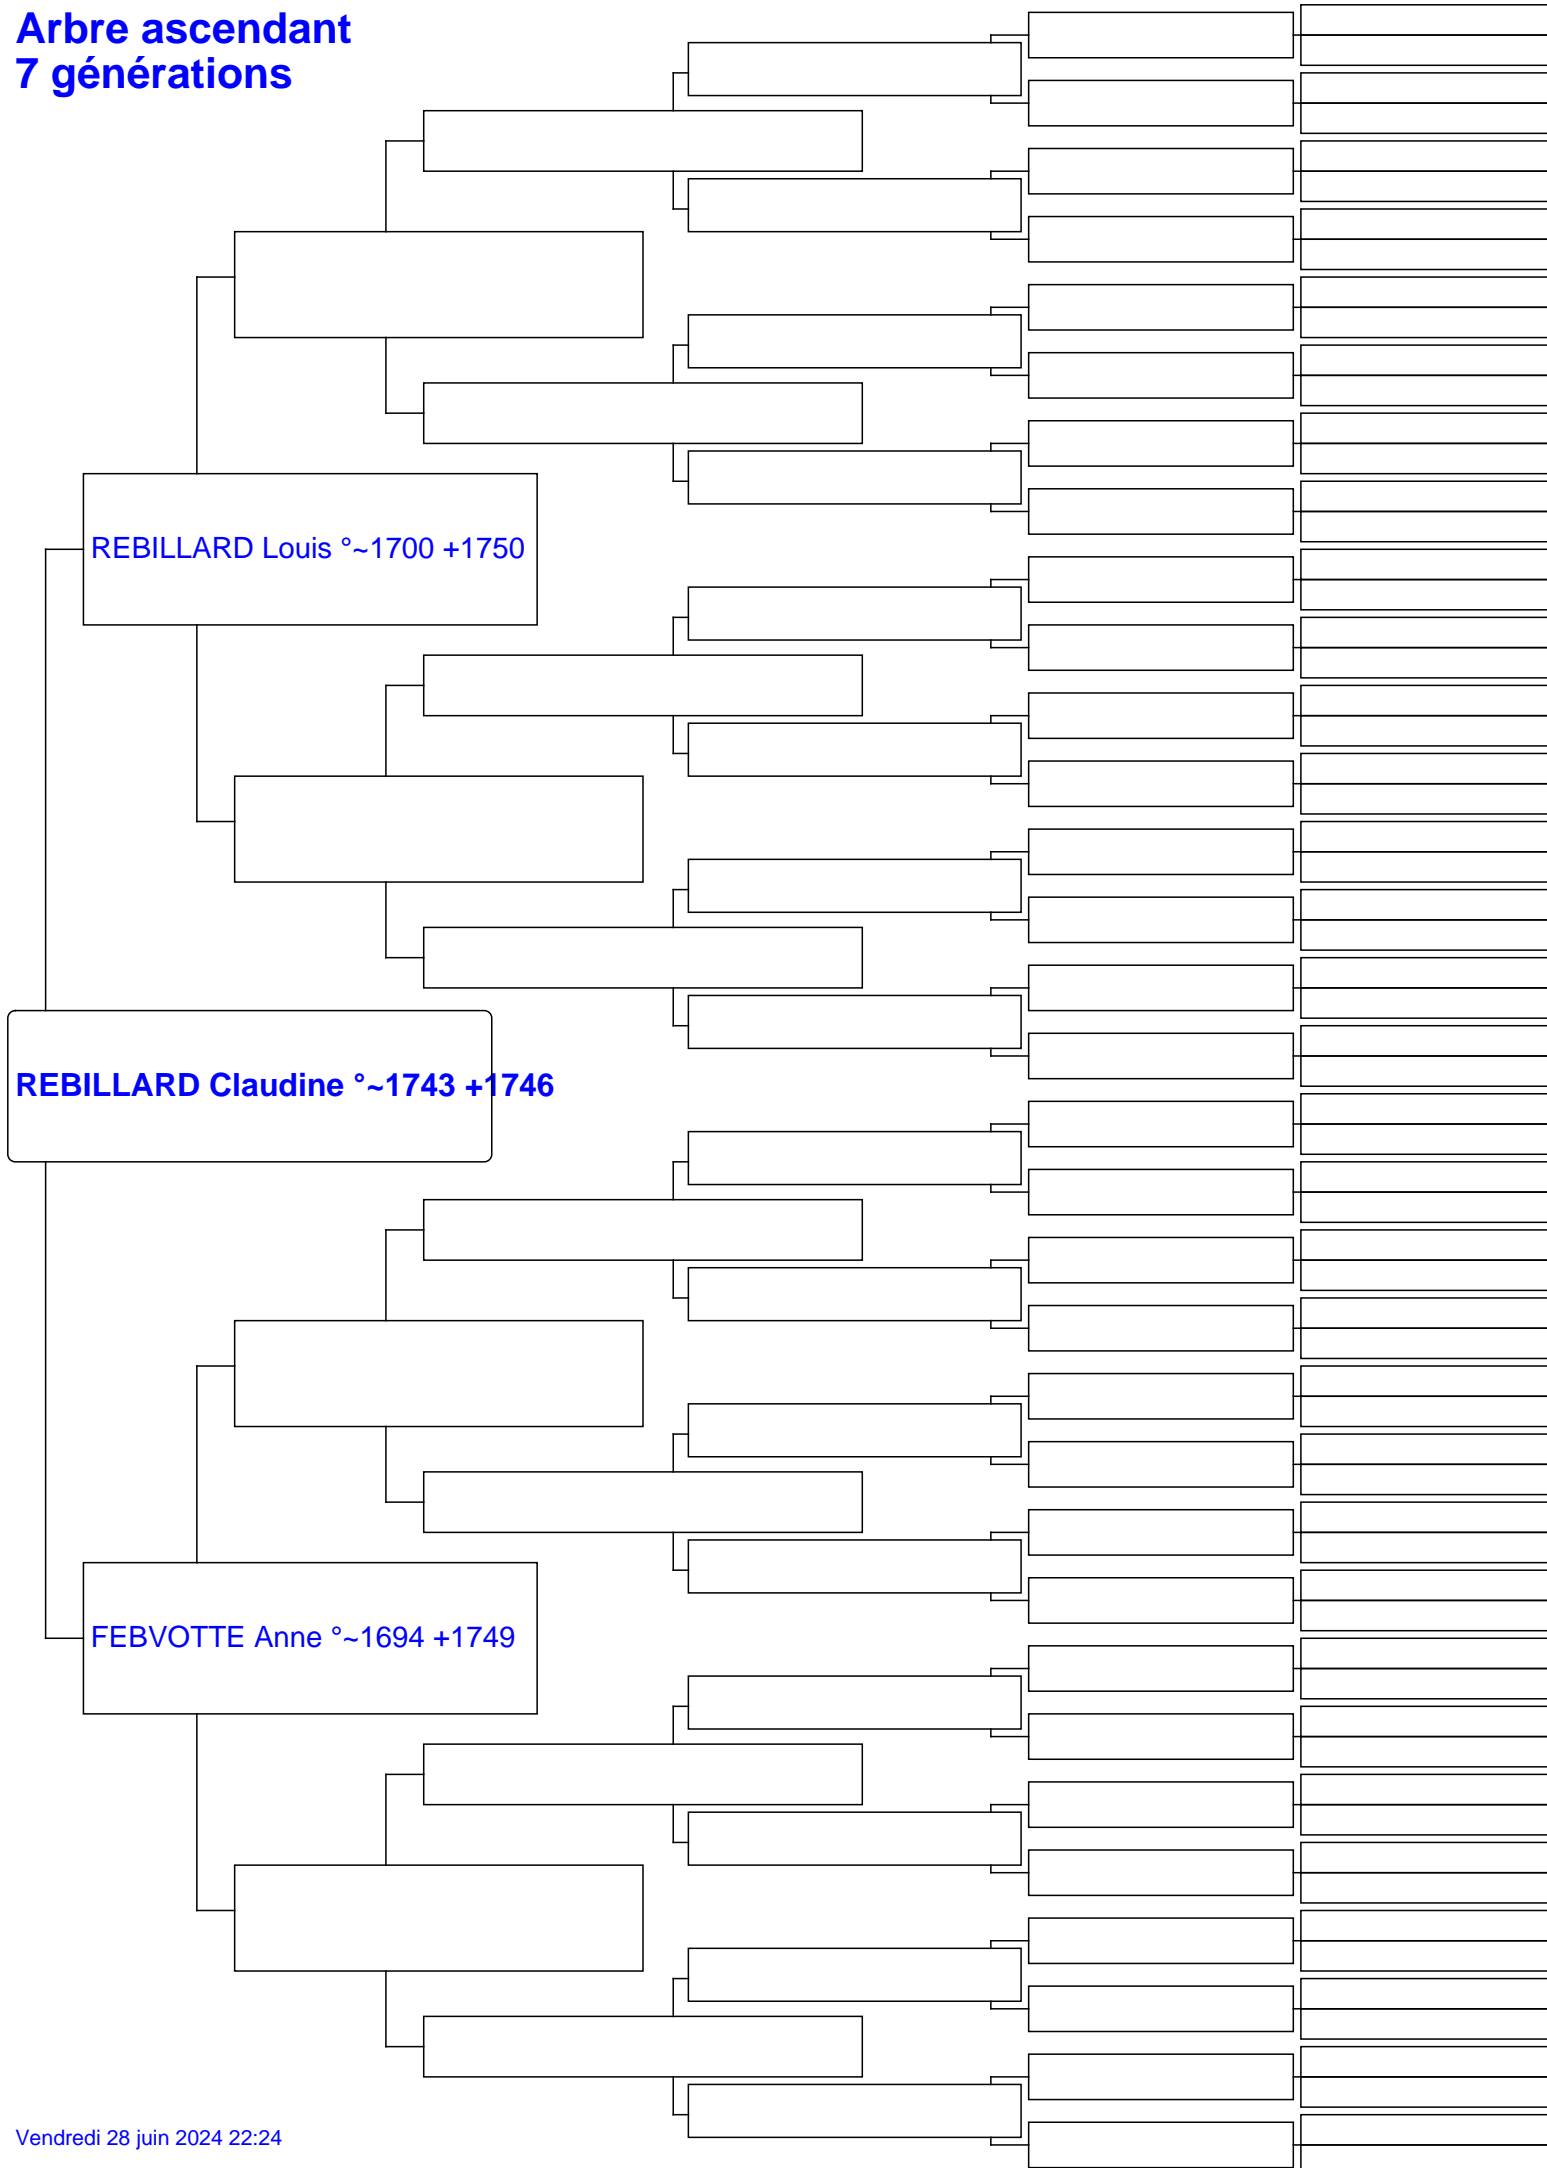 Arbre ascendant
7 générations
REBILLARD Louis °~1700 +1750
REBILLARD Claudine °~1743 +1746
FEBVOTTE Anne °~1694 +1749
Vendredi 28 juin 2024 22:24